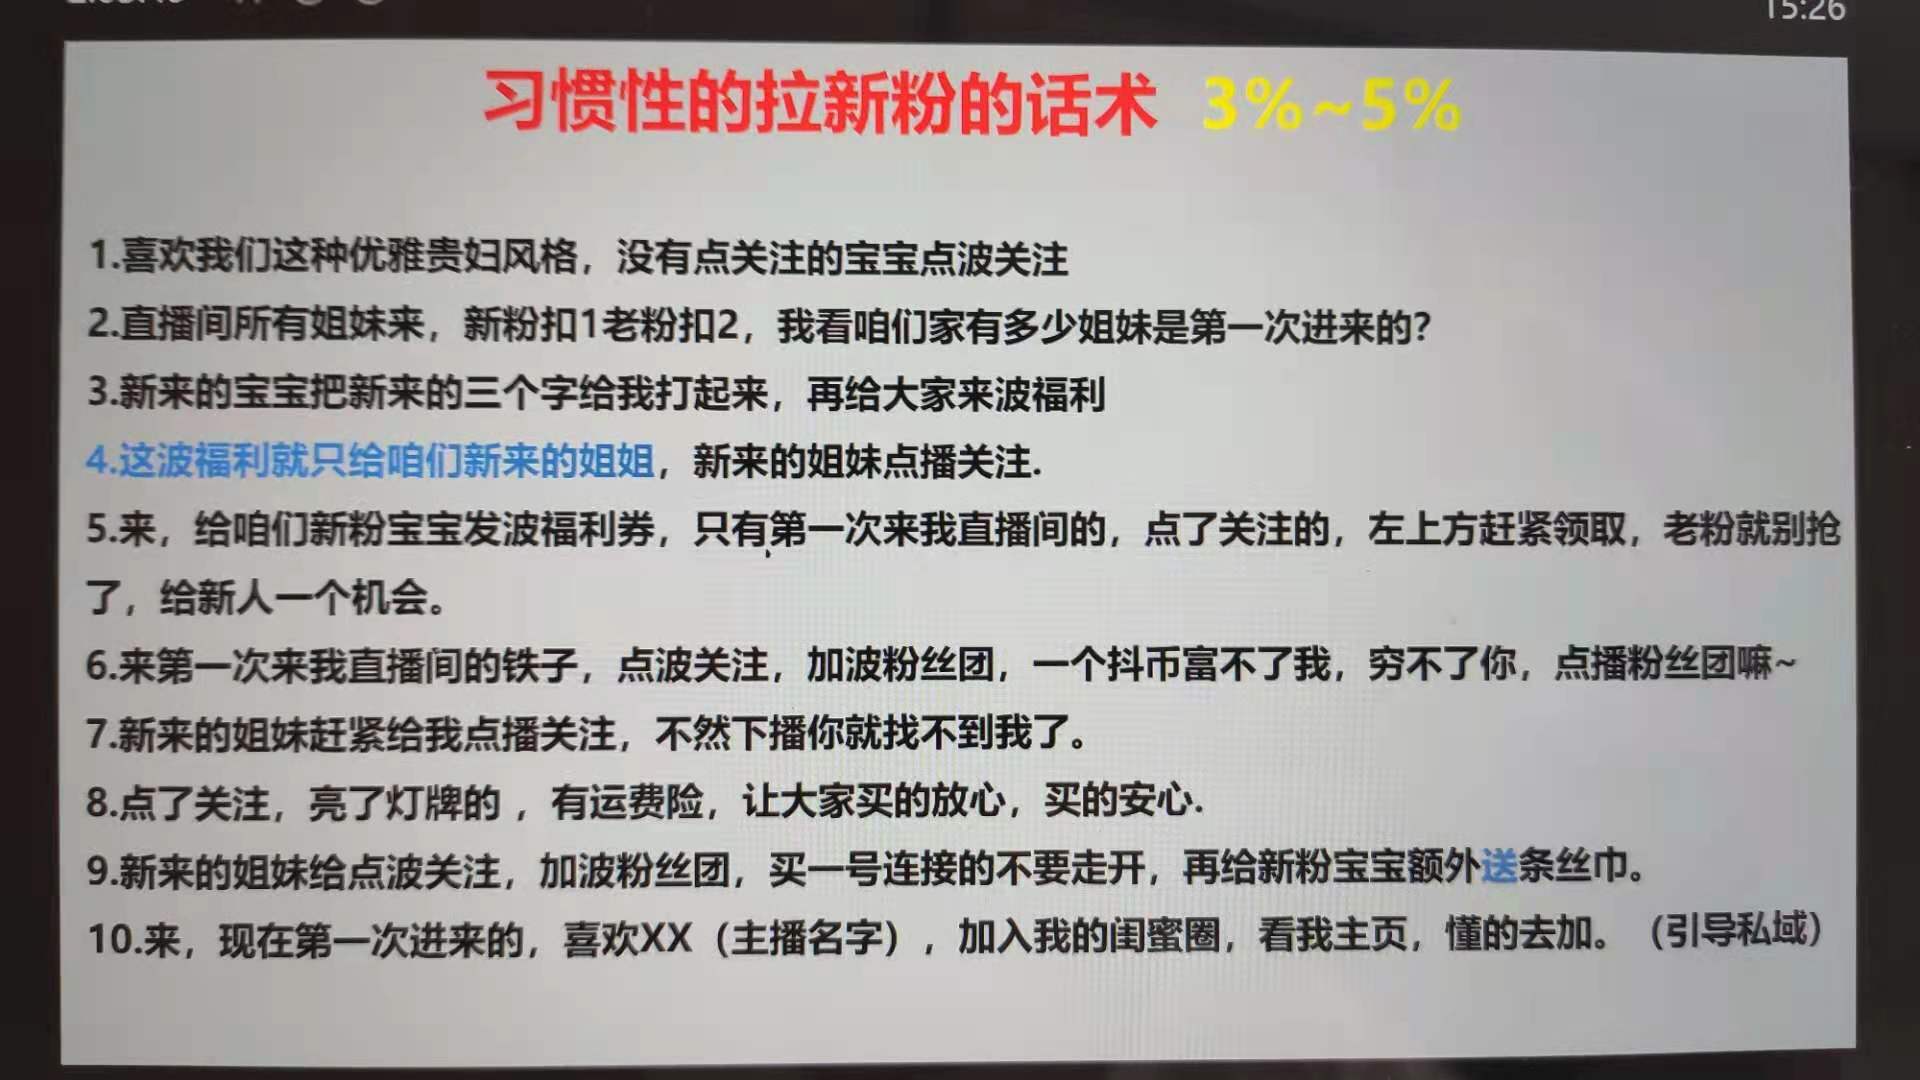 15:26
习惯性的拉新粉的话术 3%~5%
1.喜欢我们这种优雅贵妇风格，没有点关注的宝宝点波关注
2.直播间所有姐妹来，新粉扣1老粉扣2，我看咱们家有多少姐妹是第一次进来的？
3.新来的宝宝把新来的三个字给我打起来，再给大家来波福利
4.这波福利就只给咱们新来的姐姐，新来的姐妹点播关注.
5.来，给咱们新粉宝宝发波福利券，只有第一次来我直播间的，点了关注的，左上方赶紧领取，老粉就别抢
了，给新人一个机会。
6.来第一次来我直播间的铁子，点波关注，加波粉丝团，一个抖币富不了我，穷不了你，点播粉丝团嘛~
7.新来的姐妹赶紧给我点播关注，不然下播你就找不到我了。
8.点了关注，亮了灯牌的 ，有运费险，让大家买的放心，买的安心.
9.新来的姐妹给点波关注，加波粉丝团，买一号连接的不要走开，再给新粉宝宝额外送条丝巾。
10.来，现在第一次进来的，喜欢XX（主播名字），加入我的闺蜜圈，看我主页，懂的去加。（引导私域）